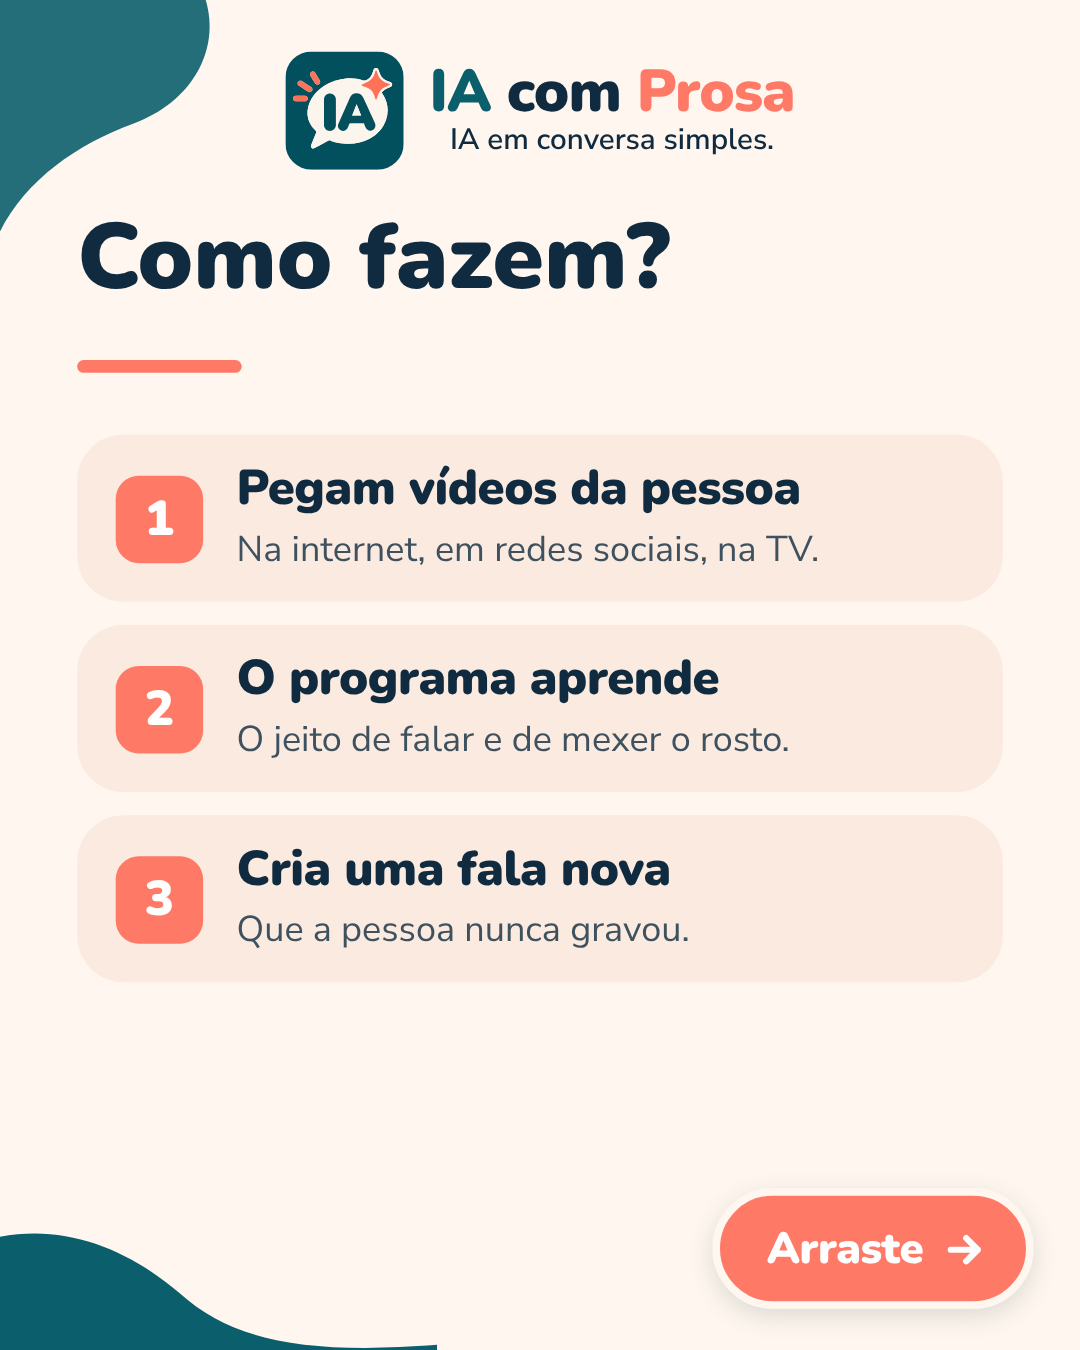 IA
IA com Prosa
IA em conversa simples.
Como fazem?
1
Pegam vídeos da pessoa
Na internet, em redes sociais, na TV.
2
O programa aprende
O jeito de falar e de mexer o rosto.
3
Cria uma fala nova
Que a pessoa nunca gravou.
Arraste →